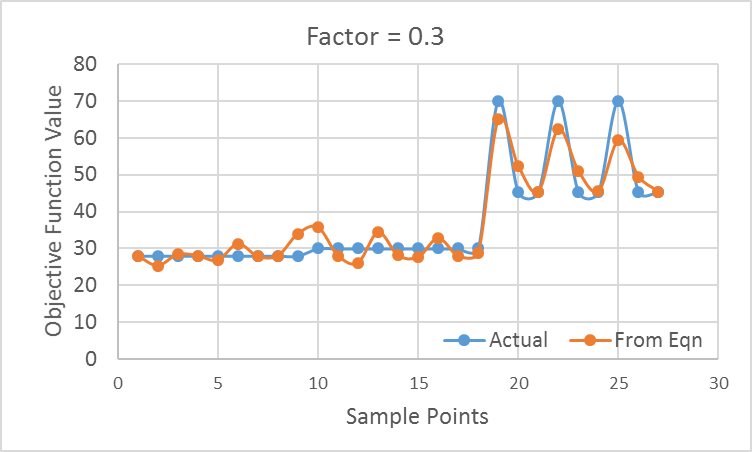 Factor = 0.3
Objective Function Value
80
70
60
50
40
30
20
10
0
Actual
From Eqn
0 5 10 15 20 25 30
Sample Points